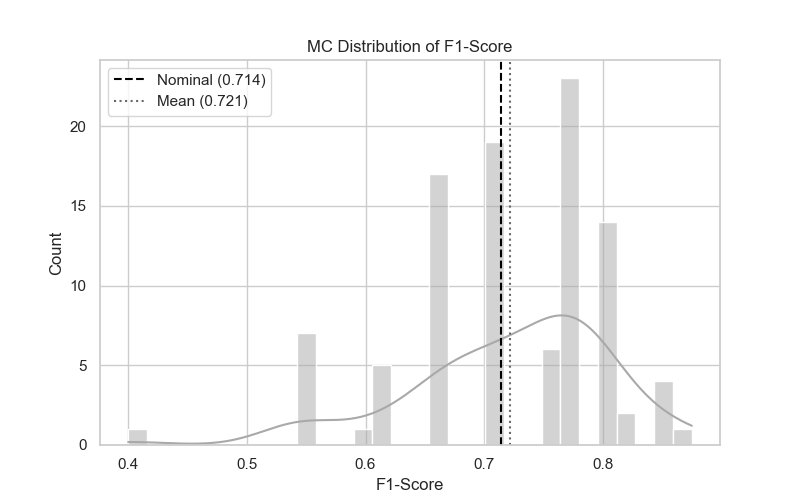 MC Distribution of F1-Score
Nominal (0.714)
Mean (0.721)
20
15
10
5
0
Count
0.4 0.5 0.6 0.7 0.8
F1-Score